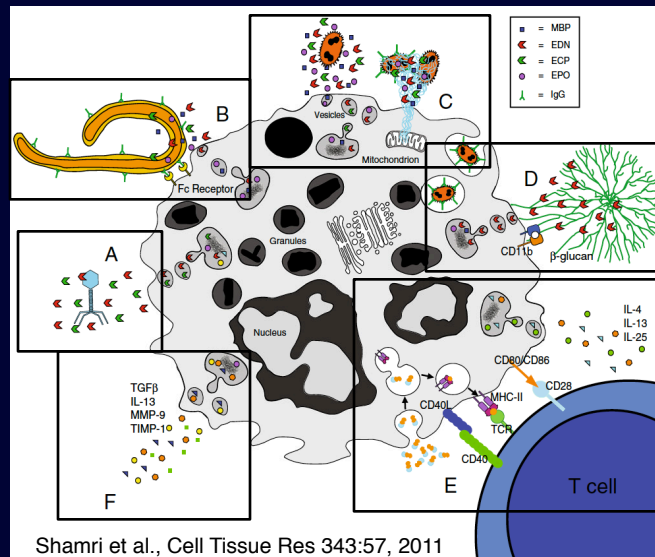 = MBP
= EDN
= ECP
= EPO
= IgG
B
C
Vesicles
Mitochondrion
Fc Receptor
D
CD11b
β-glucan
A
Granules
Nucleus
IL-4
IL-13
IL-25
CD80/CD86
CD28
MHC-II
CD40L
TCR
CD40
E
T cell
TGFβ
IL-13
MMP-9
TIMP-1
F
Shamri et al., Cell Tissue Res 343:57, 2011